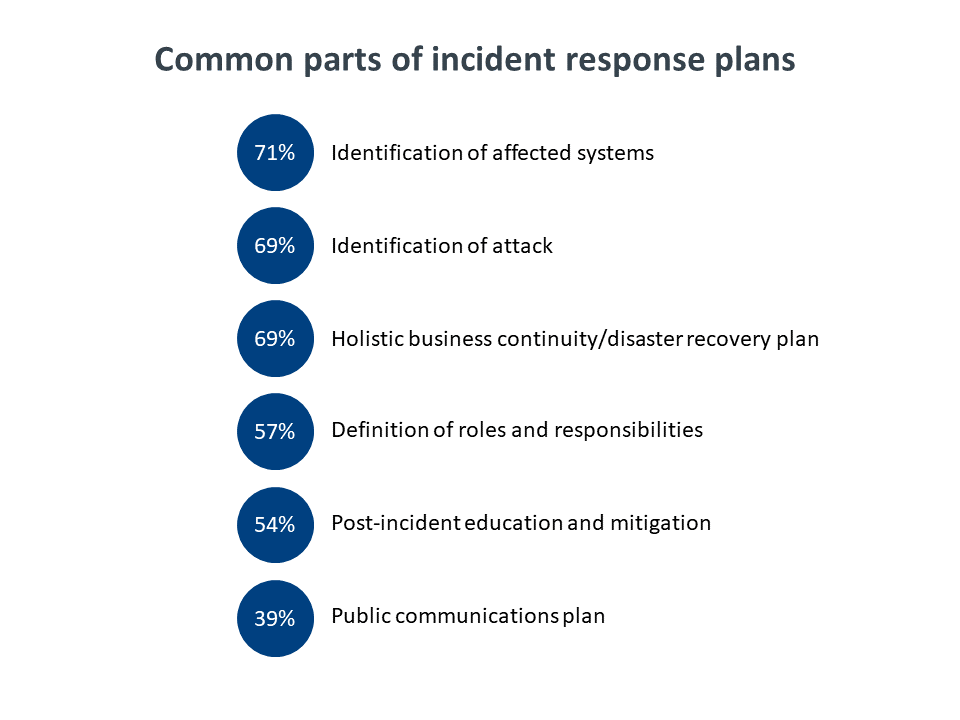 Common parts of incident response plans
71% Identification of affected systems
69% Identification of attack
69% Holistic business continuity/disaster recovery plan
57% Definition of roles and responsibilities
54% Post-incident education and mitigation
39% Public communications plan